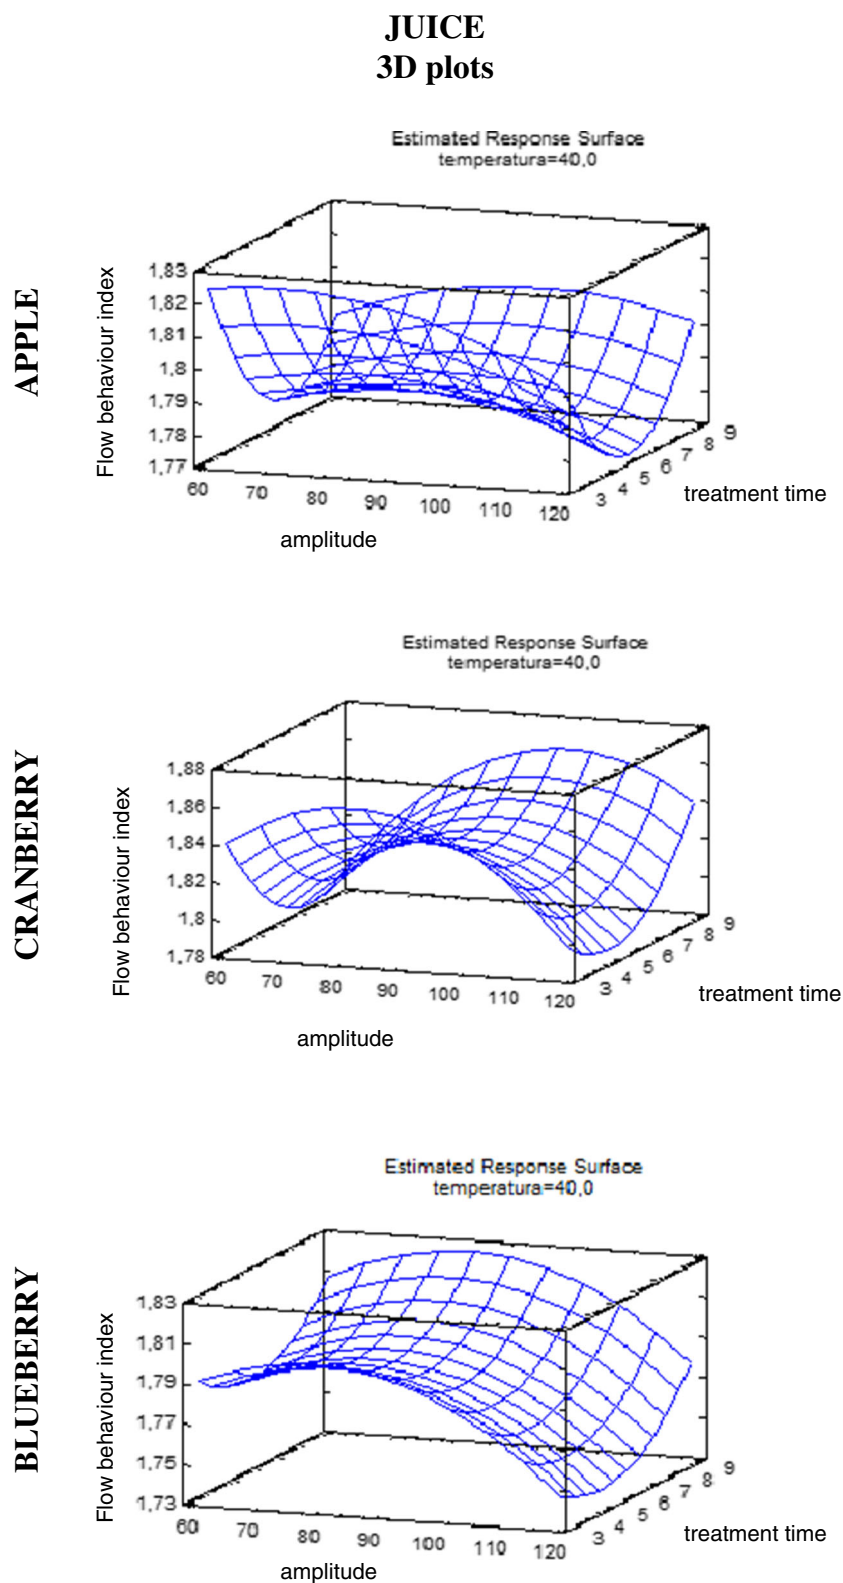 JUICE
3D plots
APPLE
Estimated Response Surface
temperatura=40,0
Flow behaviour index
1,83
1,82
1,81
1,8
1,79
1,78
1,77
60 70 80 90 100 110 120
amplitude
3 4 5 6 7 8 9
treatment time
CRANBERRY
Estimated Response Surface
temperatura=40,0
Flow behaviour index
1,88
1,86
1,84
1,82
1,8
1,78
60 70 80 90 100 110 120
amplitude
3 4 5 6 7 8 9
treatment time
BLUEBERRY
Estimated Response Surface
temperatura=40,0
Flow behaviour index
1,83
1,81
1,79
1,77
1,75
1,73
60 70 80 90 100 110 120
amplitude
3 4 5 6 7 8 9
treatment time